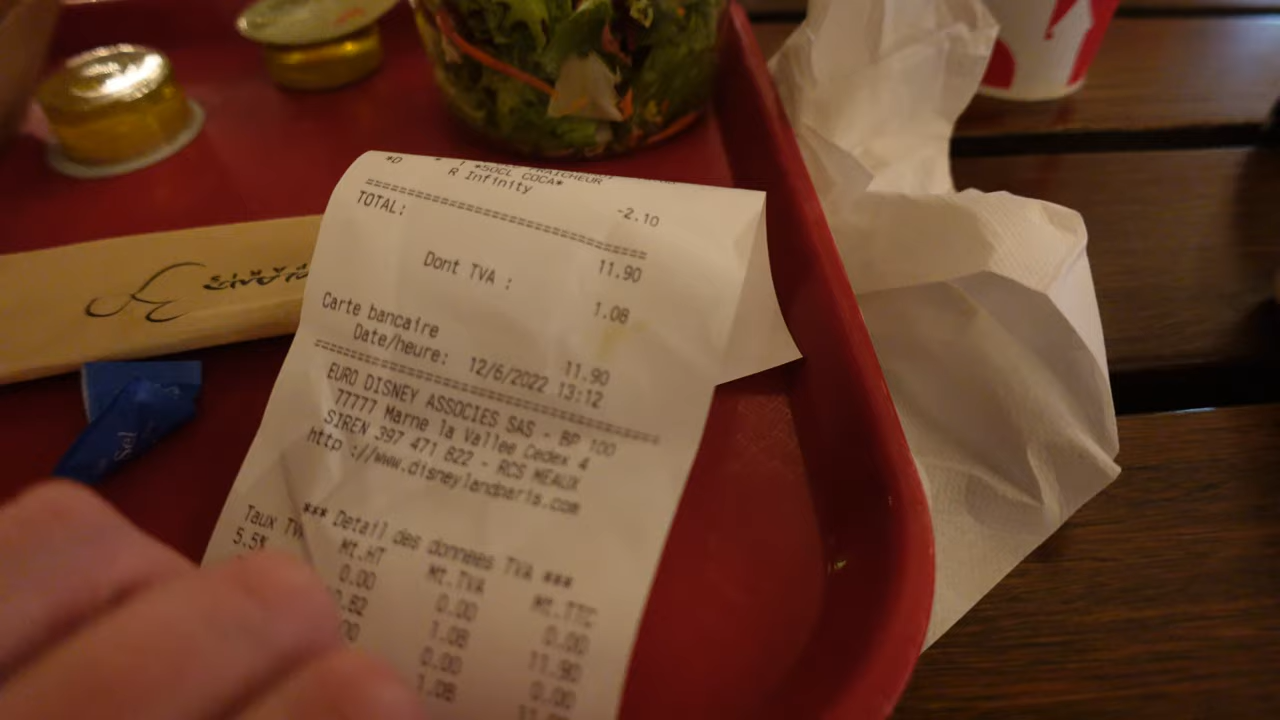 *SOCL COCA*
R Infinity -2.10
TOTAL: 11.90
Dont TVA : 1.08
Carte bancaire 11.90
Date/heure: 12/6/2022 13:12
EURO DISNEY ASSOCIES SAS - BP 100
77777 Marne la Vallee Cedex 4
SIREN 397 471 822 - RCS MEAUX
http ://www.disneylandparis.com
*** Detail des donnees TVA ***
Taux Mt.HT Mt.TVA Mt.TTC
5.5% 0.00 0.00 0.00
1.08 11.90
0.00 0.00
1.08
Sel